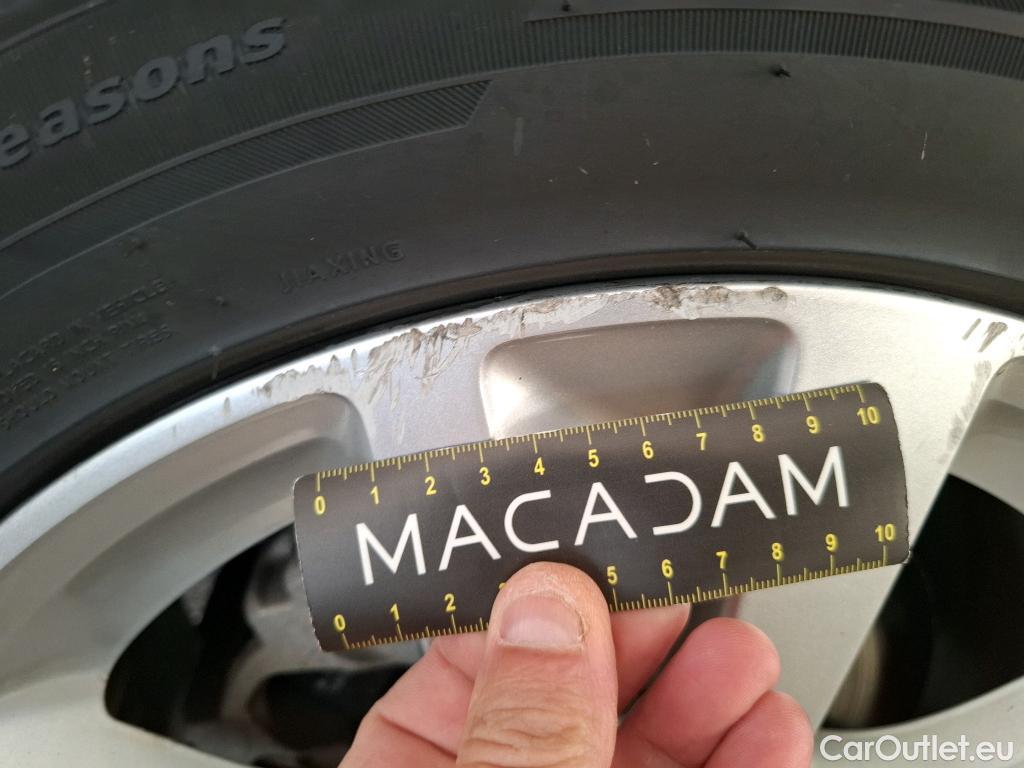 easons
JIAXING
VEHICLE
0 1 2 3 4 5 6 7 8 9 10
MACADAM
0 1 2 3 5 6 7 8 9 10
CarOutlet.eu